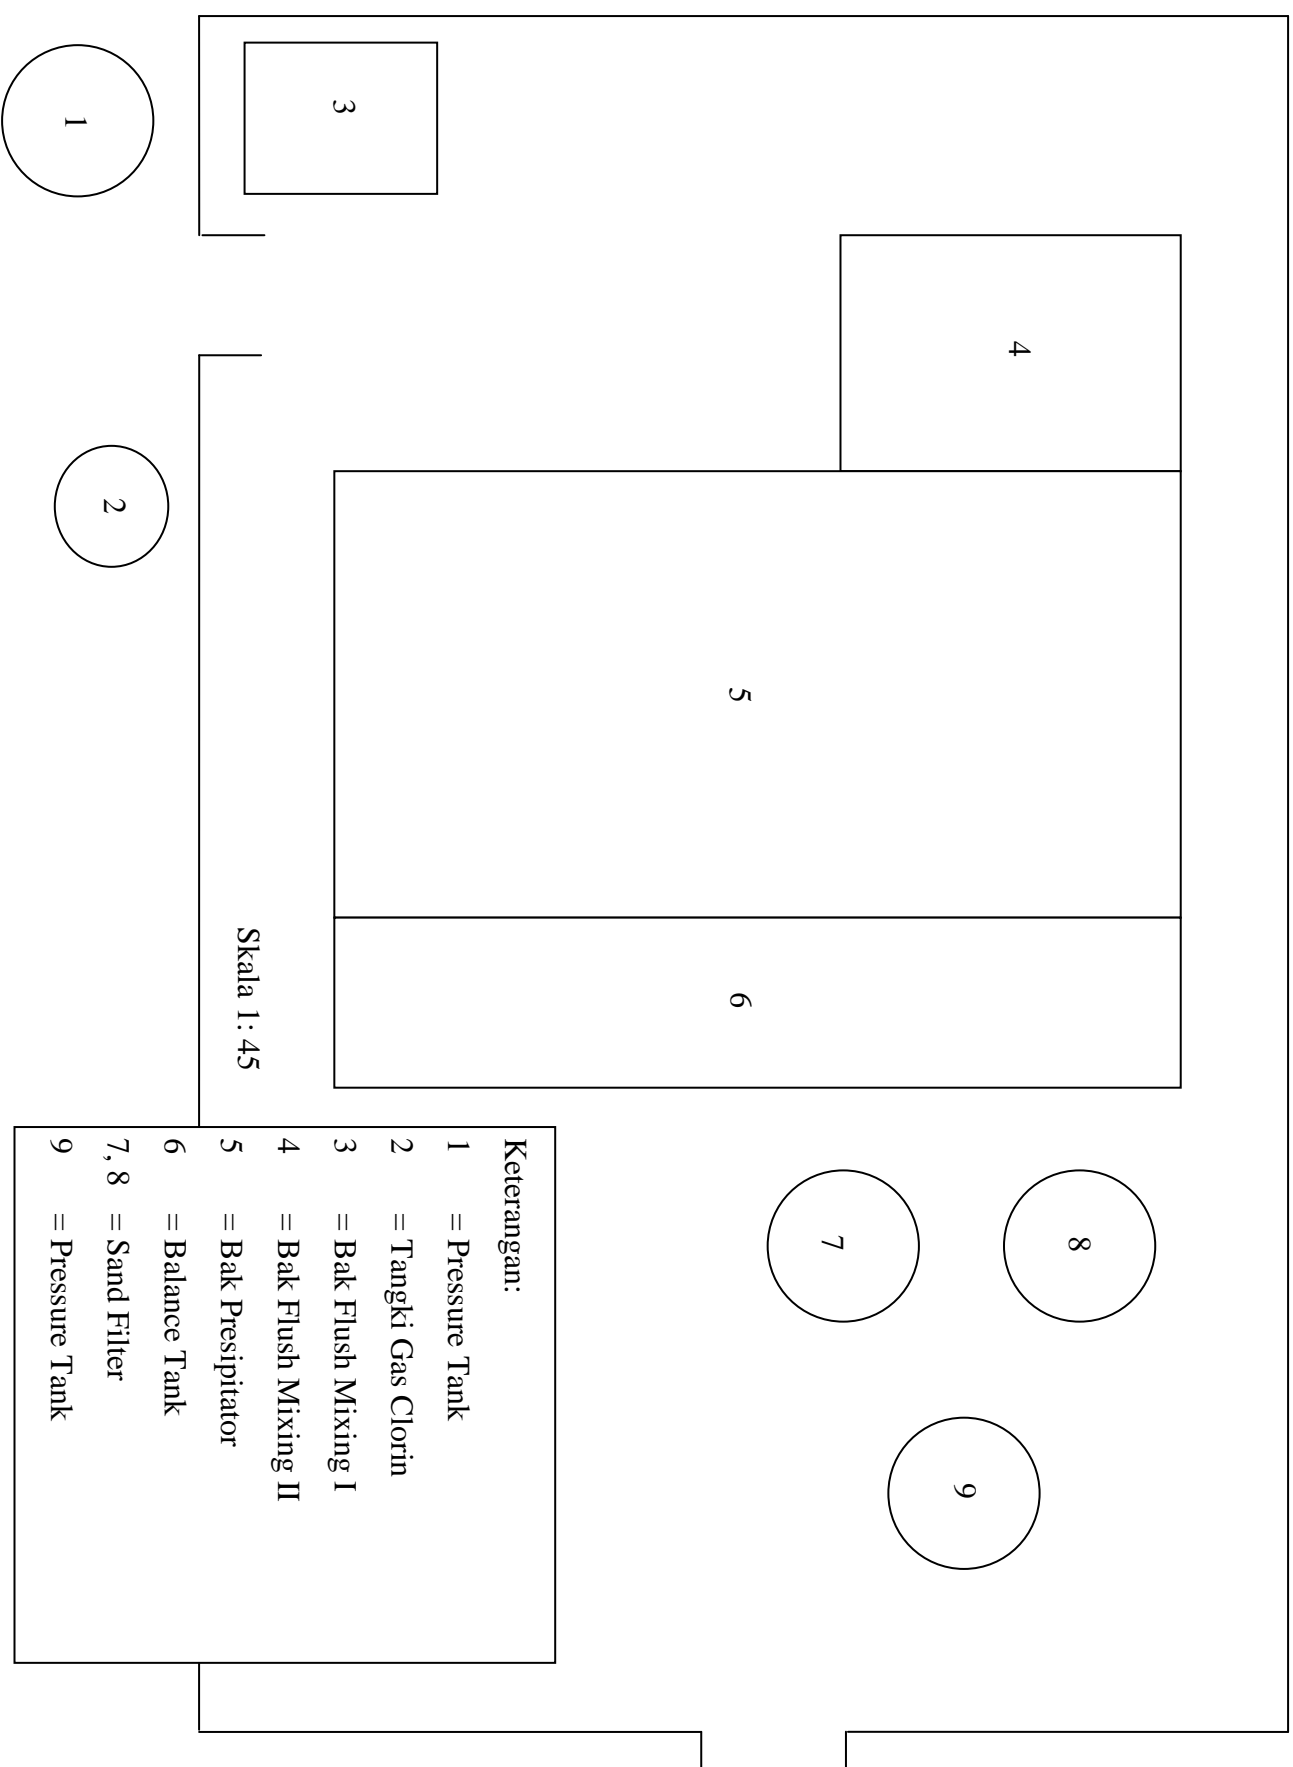 8
4
9
7
5
6
3
Skala 1: 45
2
1
Keterangan:
1 = Pressure Tank
2 = Tangki Gas Clorin
3 = Bak Flush Mixing I
4 = Bak Flush Mixing II
5 = Bak Presipitator
6 = Balance Tank
7, 8 = Sand Filter
9 = Pressure Tank